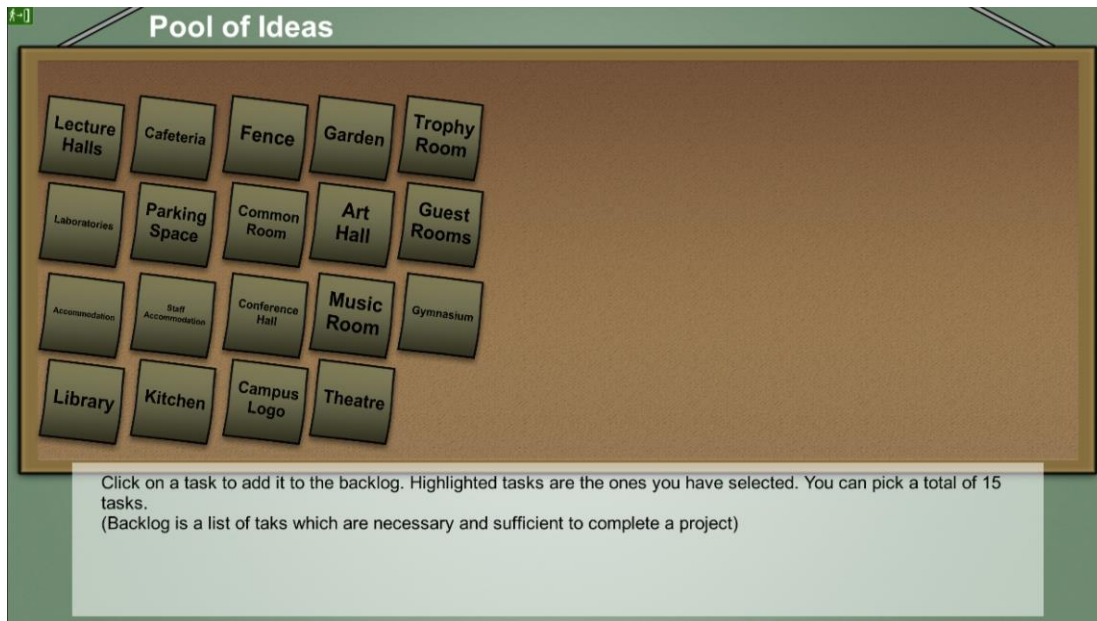 Pool of Ideas
Lecture
Halls
Cafeteria
Fence
Garden
Trophy
Room
Laboratories
Parking
Space
Common
Room
Art
Hall
Guest
Rooms
Accommodation
Staff
Accommodation
Conference
Hall
Music
Room
Gymnasium
Library
Kitchen
Campus
Logo
Theatre
Click on a task to add it to the backlog. Highlighted tasks are the ones you have selected. You can pick a total of 15
tasks.
(Backlog is a list of taks which are necessary and sufficient to complete a project)